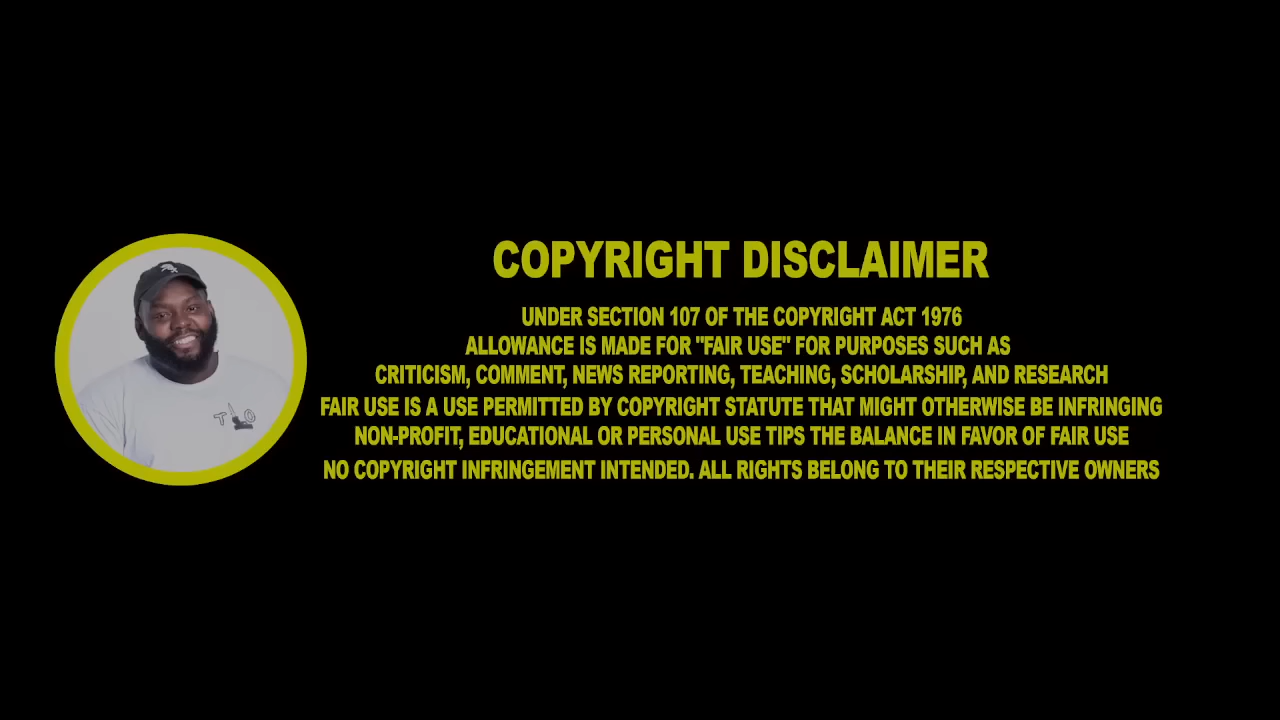 COPYRIGHT DISCLAIMER
UNDER SECTION 107 OF THE COPYRIGHT ACT 1976
ALLOWANCE IS MADE FOR "FAIR USE" FOR PURPOSES SUCH AS
CRITICISM, COMMENT, NEWS REPORTING, TEACHING, SCHOLARSHIP, AND RESEARCH
FAIR USE IS A USE PERMITTED BY COPYRIGHT STATUTE THAT MIGHT OTHERWISE BE INFRINGING
NON-PROFIT, EDUCATIONAL OR PERSONAL USE TIPS THE BALANCE IN FAVOR OF FAIR USE
NO COPYRIGHT INFRINGEMENT INTENDED. ALL RIGHTS BELONG TO THEIR RESPECTIVE OWNERS